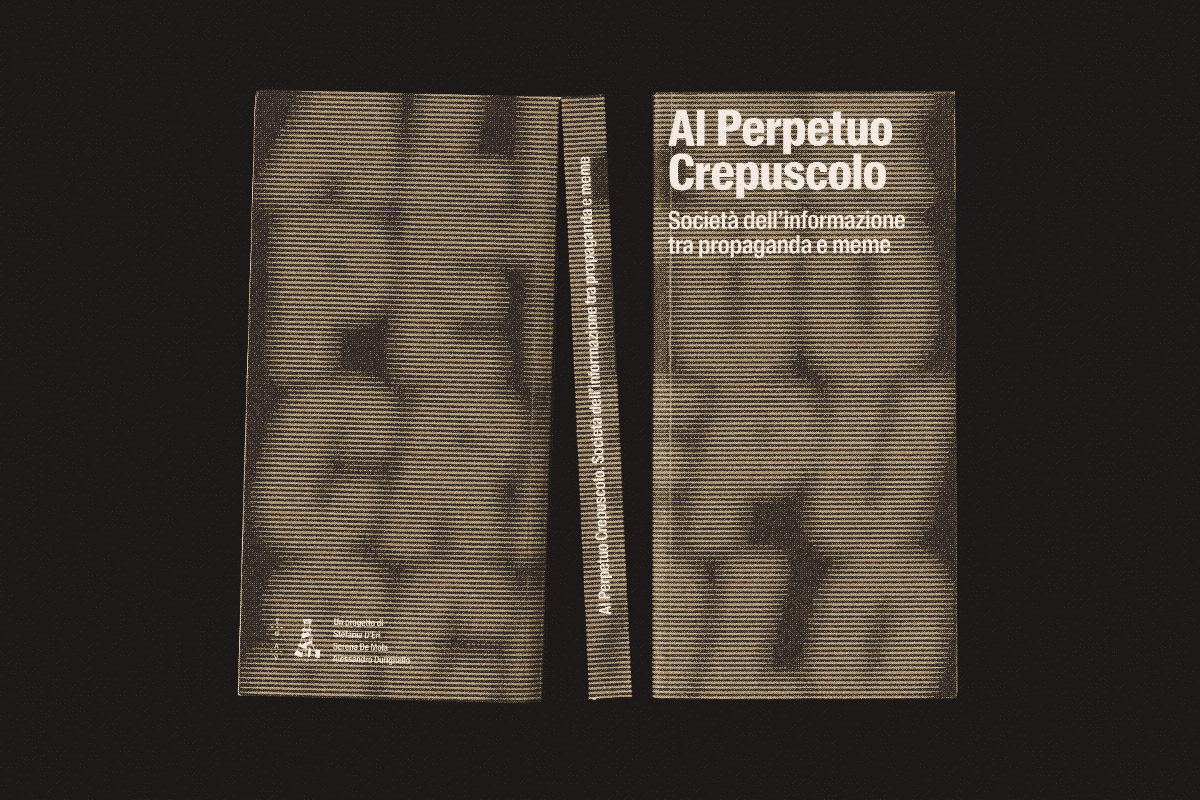 Un progetto di
Stefania D'Eri
Serena De Mola
Al Perpetuo Crepuscolo. Società dell'informazione tra propaganda e meme
Al Perpetuo
Crepuscolo
Società dell'informazione
tra propaganda e meme